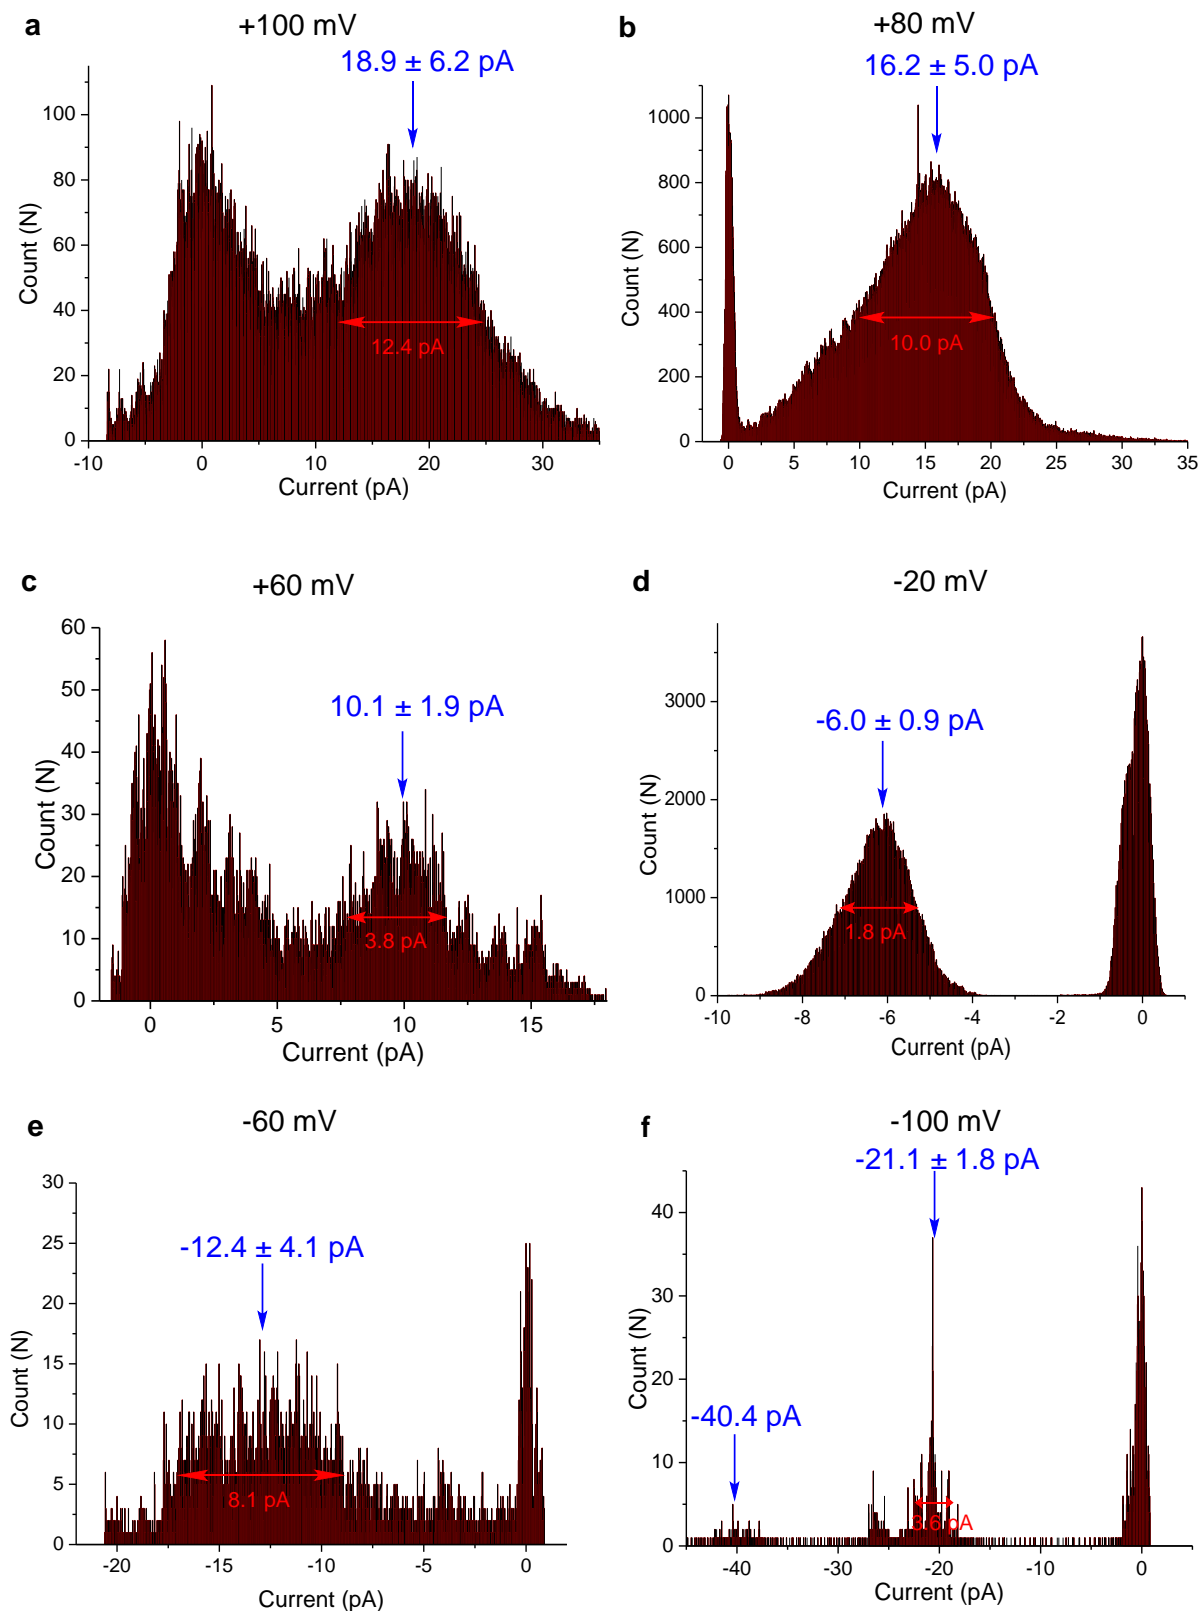 a
+100 mV
18.9 ± 6.2 pA
Count (N)
100
80
60
40
20
0
12.4 pA
-10
0
10
20
30
Current (pA)
b
+80 mV
16.2 ± 5.0 pA
Count (N)
1000
800
600
400
200
0
10.0 pA
0
5
10
15
20
25
30
35
Current (pA)
c
+60 mV
10.1 ± 1.9 pA
Count (N)
60
50
40
30
20
10
0
3.8 pA
0
5
10
15
Current (pA)
d
-20 mV
-6.0 ± 0.9 pA
Count (N)
3000
2000
1000
0
1.8 pA
-10
-8
-6
-4
-2
0
Current (pA)
e
-60 mV
-12.4 ± 4.1 pA
Count (N)
30
25
20
15
10
5
0
8.1 pA
-20
-15
-10
-5
0
Current (pA)
f
-100 mV
-21.1 ± 1.8 pA
-40.4 pA
Count (N)
40
30
20
10
0
3.6 pA
-40
-30
-20
-10
0
Current (pA)